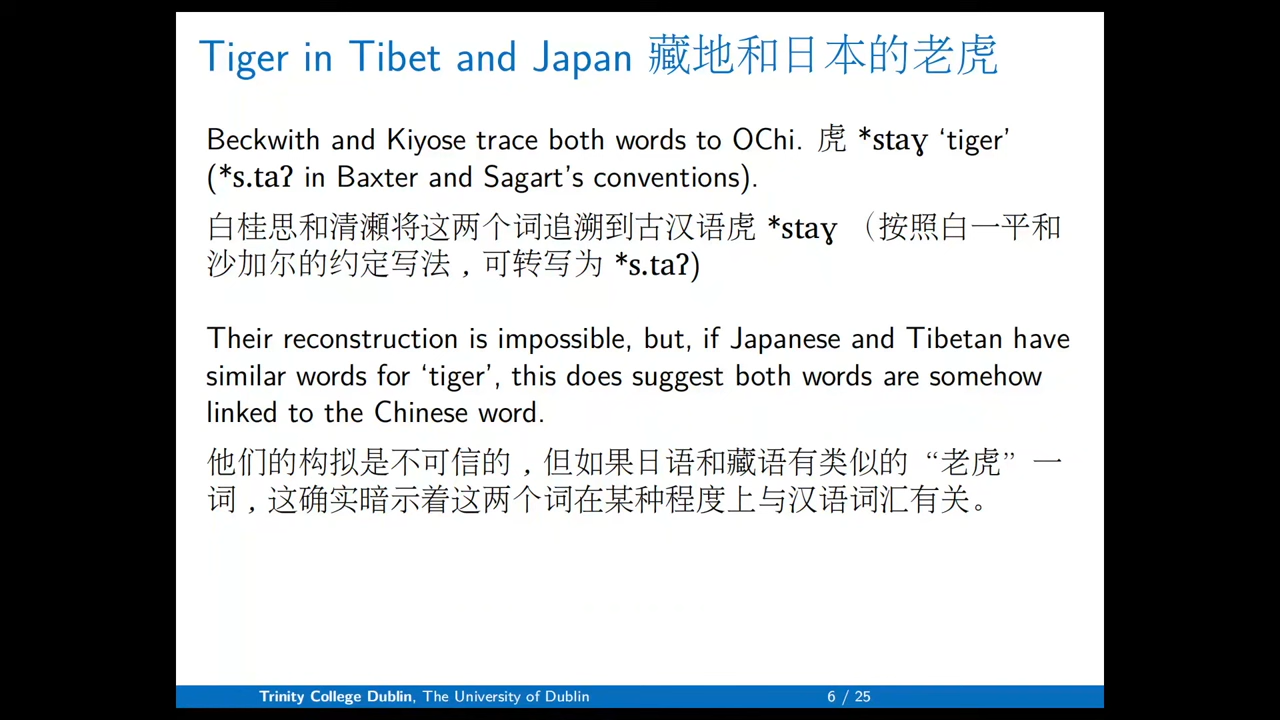 Tiger in Tibet and Japan 藏地和日本的老虎
Beckwith and Kiyose trace both words to OChi. 虎 *staɣ ‘tiger’
(*s.taʔ in Baxter and Sagart’s conventions).
白桂思和清瀬将这两个词追溯到古汉语虎 *staɣ （按照白一平和
沙加尔的约定写法，可转写为 *s.taʔ)
Their reconstruction is impossible, but, if Japanese and Tibetan have
similar words for ‘tiger’, this does suggest both words are somehow
linked to the Chinese word.
他们的构拟是不可信的，但如果日语和藏语有类似的“老虎”一
词，这确实暗示着这两个词在某种程度上与汉语词汇有关。
Trinity College Dublin, The University of Dublin 6 / 25